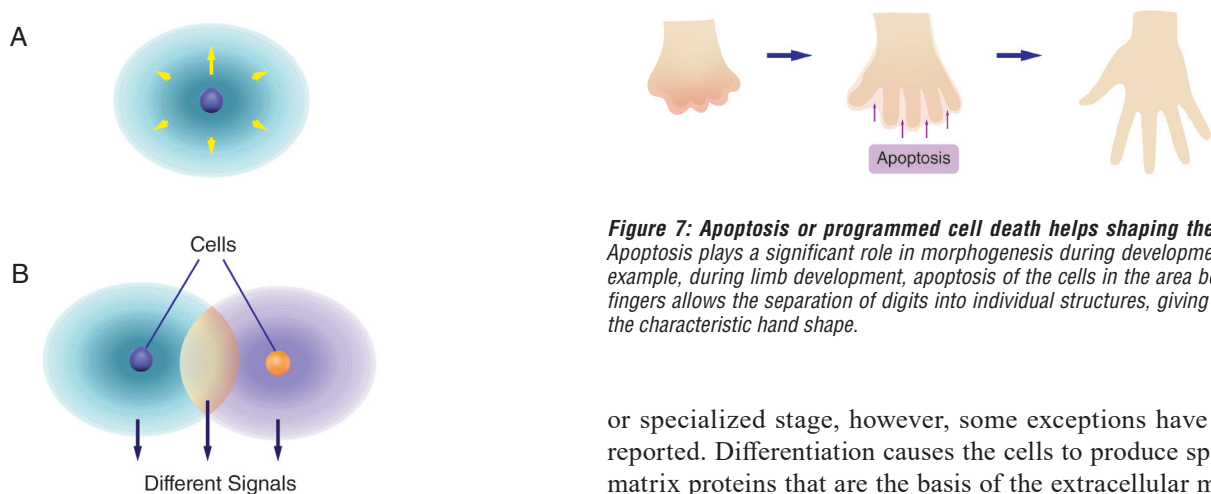 A
Cells
B
Different Signals
Apoptosis
Figure 7: Apoptosis or programmed cell death helps shaping the
Apoptosis plays a significant role in morphogenesis during
example, during limb development, apoptosis of the cells in the area
fingers allows the separation of digits into individual structures, giving
the characteristic hand shape.
or specialized stage, however, some exceptions have
reported. Differentiation causes the cells to produce
matrix proteins that are the basis of the extracellular